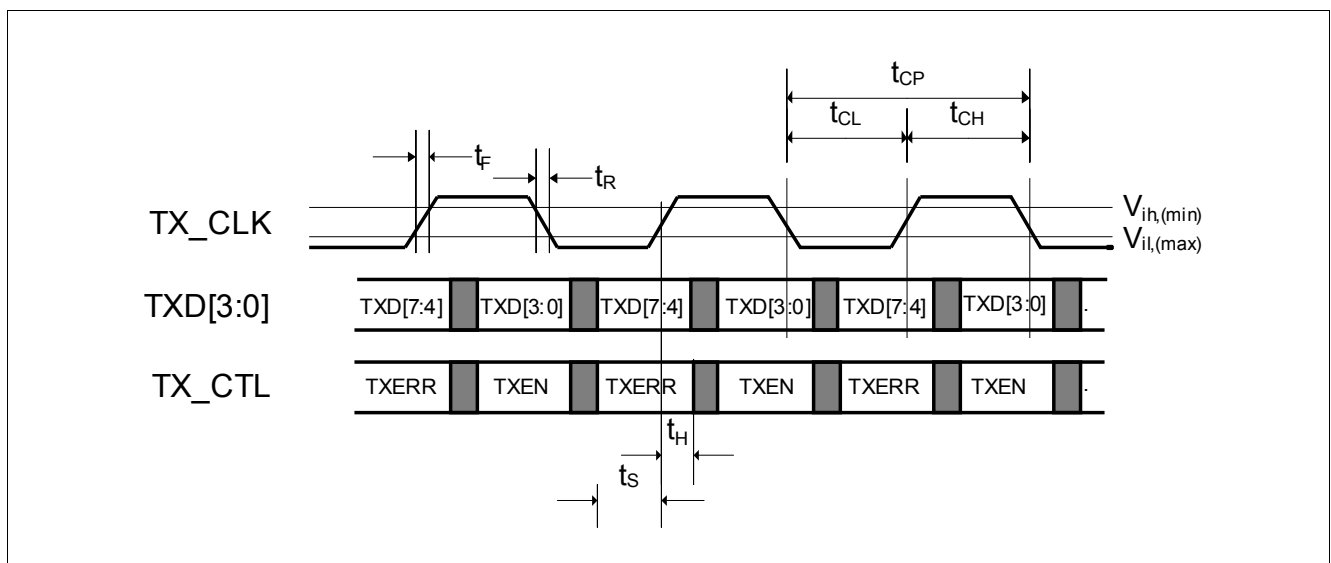 tCP
tCL tCH
tF
tR
TX_CLK
Vih,(min)
Vil,(max)
TXD[3:0]
TXD[7:4] TXD[3:0] TXD[7:4] TXD[3:0] TXD[7:4] TXD[3:0] .
TX_CTL
TXERR TXEN TXERR TXEN TXERR TXEN .
tH
tS